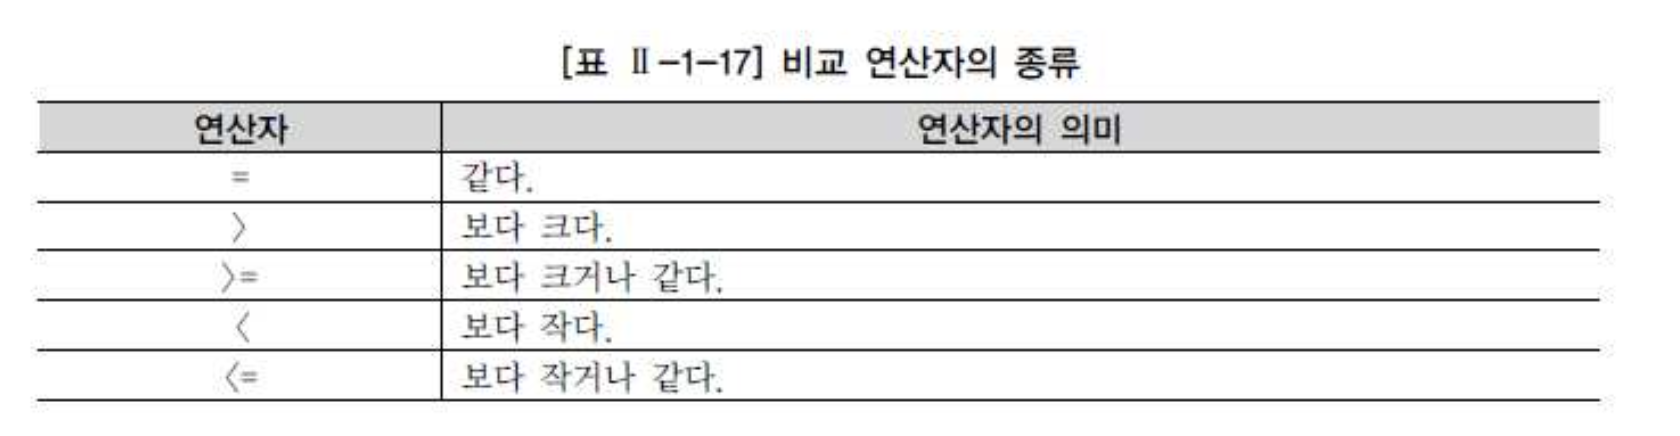 [표 Ⅱ-1-17] 비교 연산자의 종류
연산자 연산자의 의미
= 같다.
> 보다 크다.
>= 보다 크거나 같다.
< 보다 작다.
<= 보다 작거나 같다.